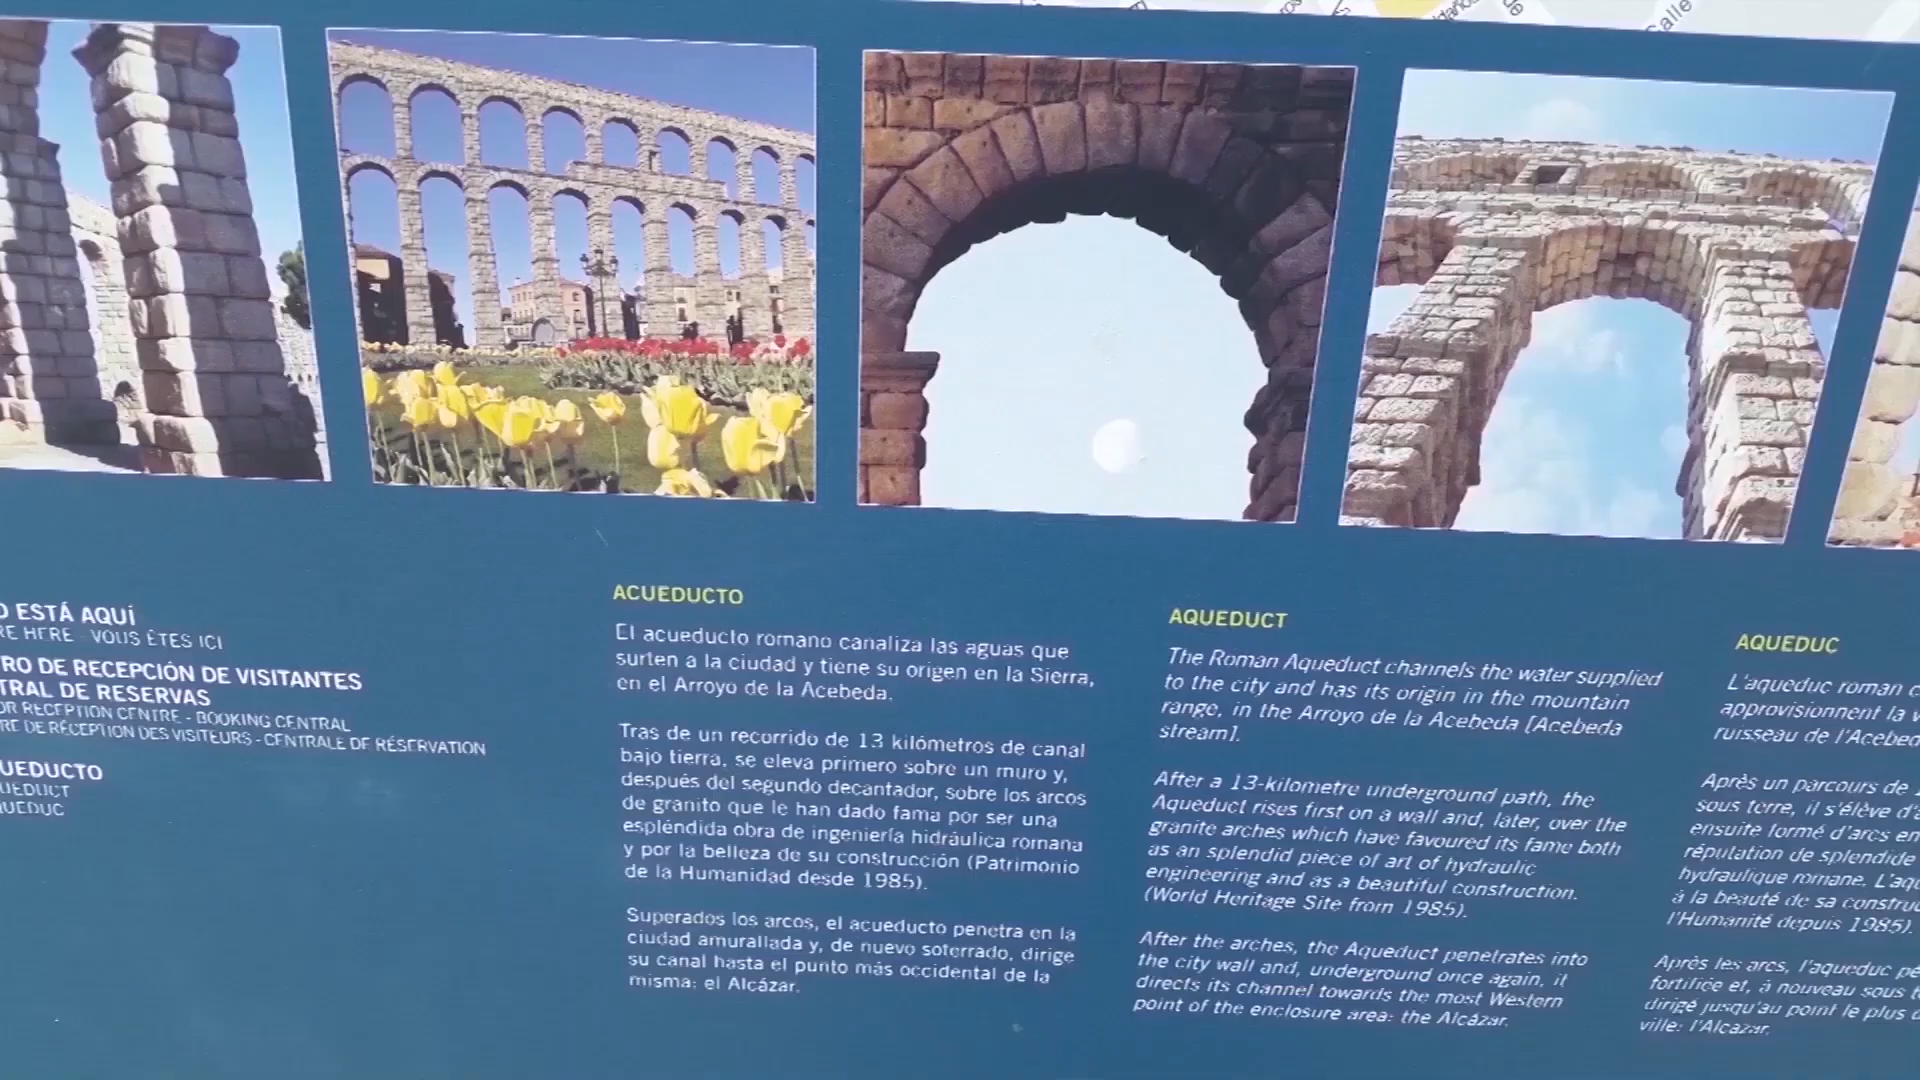 Calle
ESTÁ AQUÍ
HERE - VOUS ÊTES ICI
DE RECEPCIÓN DE VISITANTES
DE RESERVAS
RECEPTION CENTRE - BOOKING CENTRAL
DE RÉCEPTION DES VISITEURS - CENTRALE DE RÉSERVATION
UEDUCTO
UEDUCT
QUEDUC
ACUEDUCTO
El acueducto romano canaliza las aguas que
surten a la ciudad y tiene su origen en la Sierra,
en el Arroyo de la Acebeda.
Tras de un recorrido de 13 kilómetros de canal
bajo tierra, se eleva primero sobre un muro y,
después del segundo decantador, sobre los arcos
de granito que le han dado fama por ser una
espléndida obra de ingeniería hidráulica romana
y por la belleza de su construcción (Patrimonio
de la Humanidad desde 1985).
Superados los arcos, el acueducto penetra en la
ciudad amurallada y, de nuevo soterrado, dirige
su canal hasta el punto más occidental de la
misma: el Alcázar.
AQUEDUCT
The Roman Aqueduct channels the water supplied
to the city and has its origin in the mountain
range, in the Arroyo de la Acebeda [Acebeda
stream].
After a 13-kilometre underground path, the
Aqueduct rises first on a wall and, later, over the
granite arches which have favoured its fame both
as an splendid piece of art of hydraulic
engineering and as a beautiful construction.
(World Heritage Site from 1985).
After the arches, the Aqueduct penetrates into
the city wall and, underground once again, it
directs its channel towards the most Western
point of the enclosure area: the Alcázar.
AQUEDUC
L'aqueduc roman c
approvisionnent la v
ruisseau de l'Acebed
Après un parcours de 1
sous terre, il s'élève d'a
ensuite formé d'arcs en
réputation de splendide
hydraulique romane. L'aqu
à la beauté de sa construc
l'Humanité depuis 1985).
Après les arcs, l'aqueduc pé
fortifiée et, à nouveau sous t
dirigé jusqu'au point le plus o
ville: l'Alcazar.